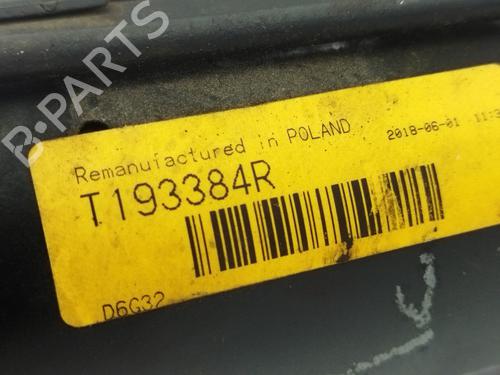 B-PARTS
Remanufactured in POLAND 2018-06-01
T193384R
D6G32